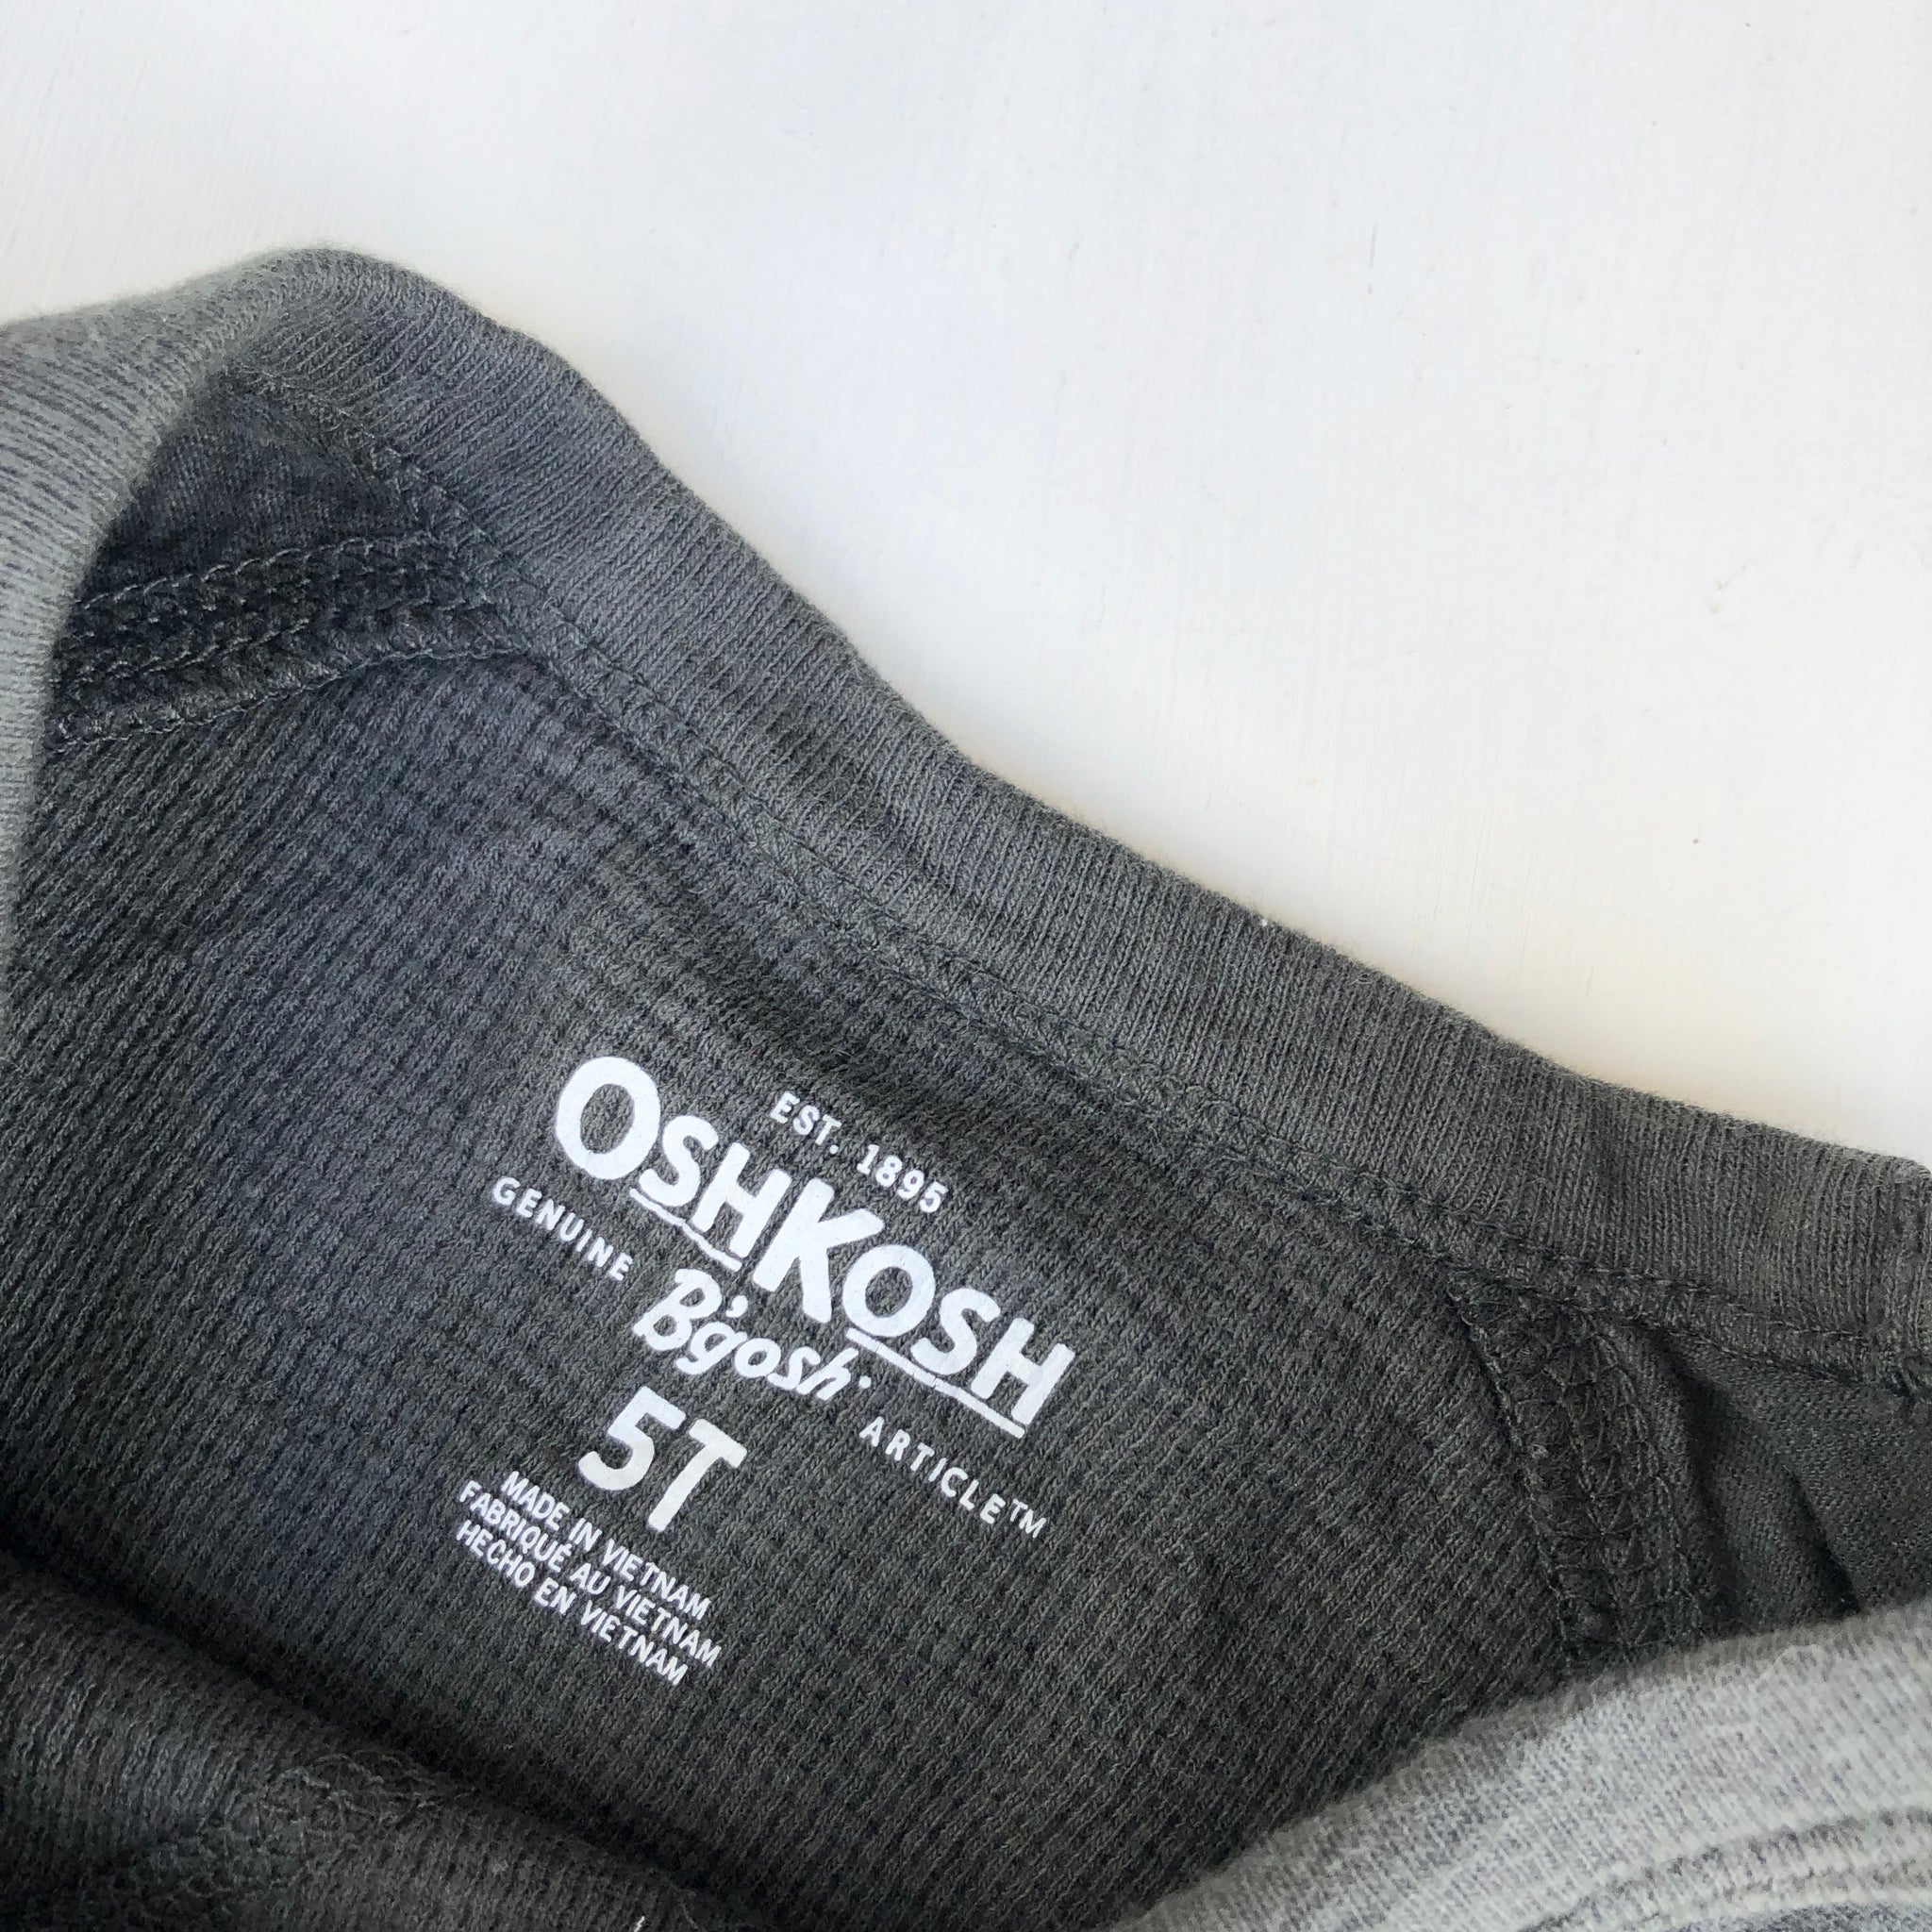 EST. 1895
OSHKOSH
GENUINE B'gosh ARTICLE™
5T
MADE IN VIETNAM
FABRIQUÉ AU VIETNAM
HECHO EN VIETNAM